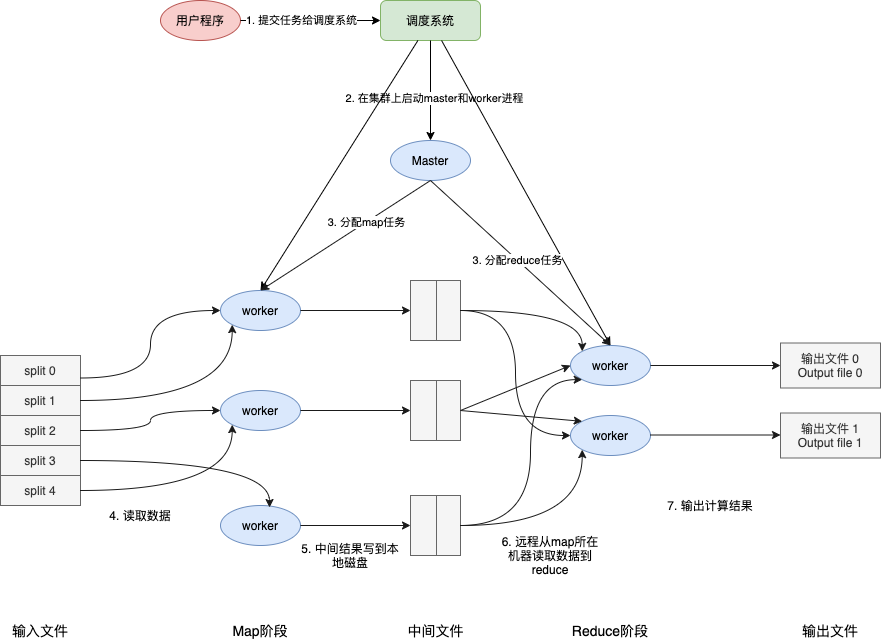 用户程序
1. 提交任务给调度系统
调度系统
2. 在集群上启动master和worker进程
Master
3. 分配map任务
3. 分配reduce任务
worker
worker
split 0
worker
输出文件 0
Output file 0
split 1
split 2
worker
worker
输出文件 1
Output file 1
split 3
split 4
4. 读取数据
worker
7. 输出计算结果
5. 中间结果写到本
地磁盘
6. 远程从map所在
机器读取数据到
reduce
输入文件
Map阶段
中间文件
Reduce阶段
输出文件